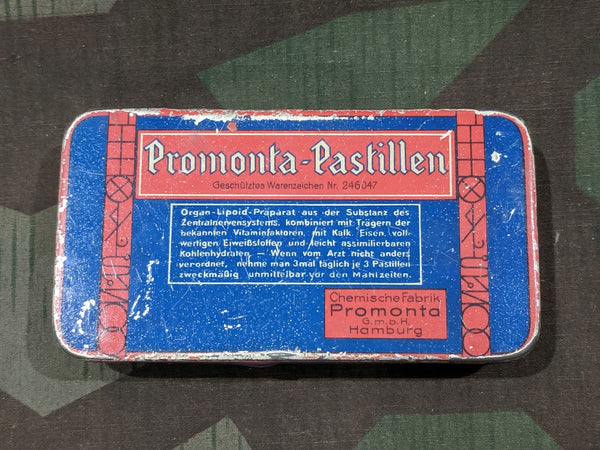 Promonta-Pastillen
Geschütztes Warenzeichen Nr. 246047
Organ-Lipoid-Präparat aus der Substanz des
Zentralnervensystems, kombiniert mit Trägern der
bekannten Vitaminfaktoren, mit Kalk, Eisen, voll-
wertigen Eiweißstoffen und leicht assimilierbaren
Kohlenhydraten. — Wenn vom Arzt nicht anders
verordnet, nehme man 3mal täglich je 3 Pastillen
zweckmäßig unmittelbar vor den Mahlzeiten.
Chemische Fabrik
Promonta
G.m.b.H.
Hamburg